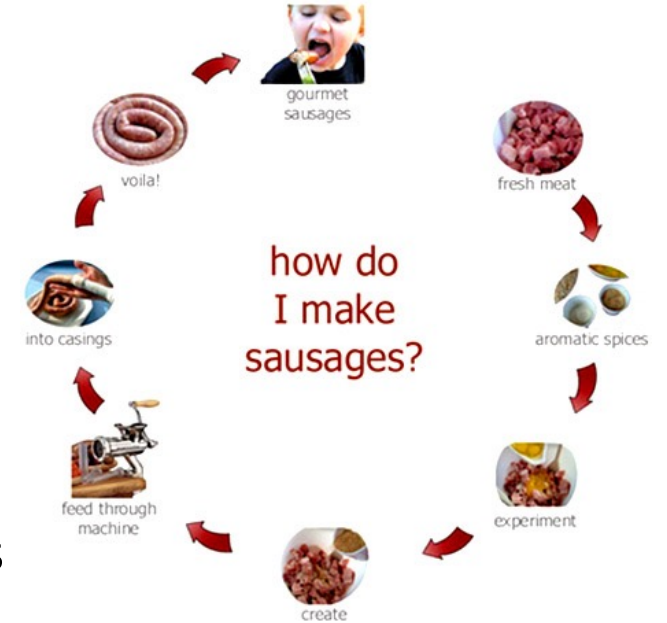 how do
I make
sausages?
fresh meat
aromatic spices
experiment
create
feed through
machine
into casings
voila!
gourmet
sausages
s